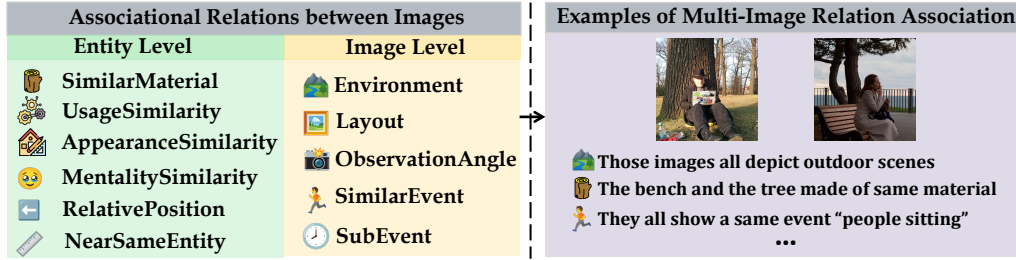 Associational Relations between Images
Entity Level
SimilarMaterial
UsageSimilarity
AppearanceSimilarity
MentalitySimilarity
RelativePosition
NearSameEntity
Image Level
Environment
Layout
ObservationAngle
SimilarEvent
SubEvent
Examples of Multi-Image Relation Association
Those images all depict outdoor scenes
The bench and the tree made of same material
They all show a same event “people sitting”
...